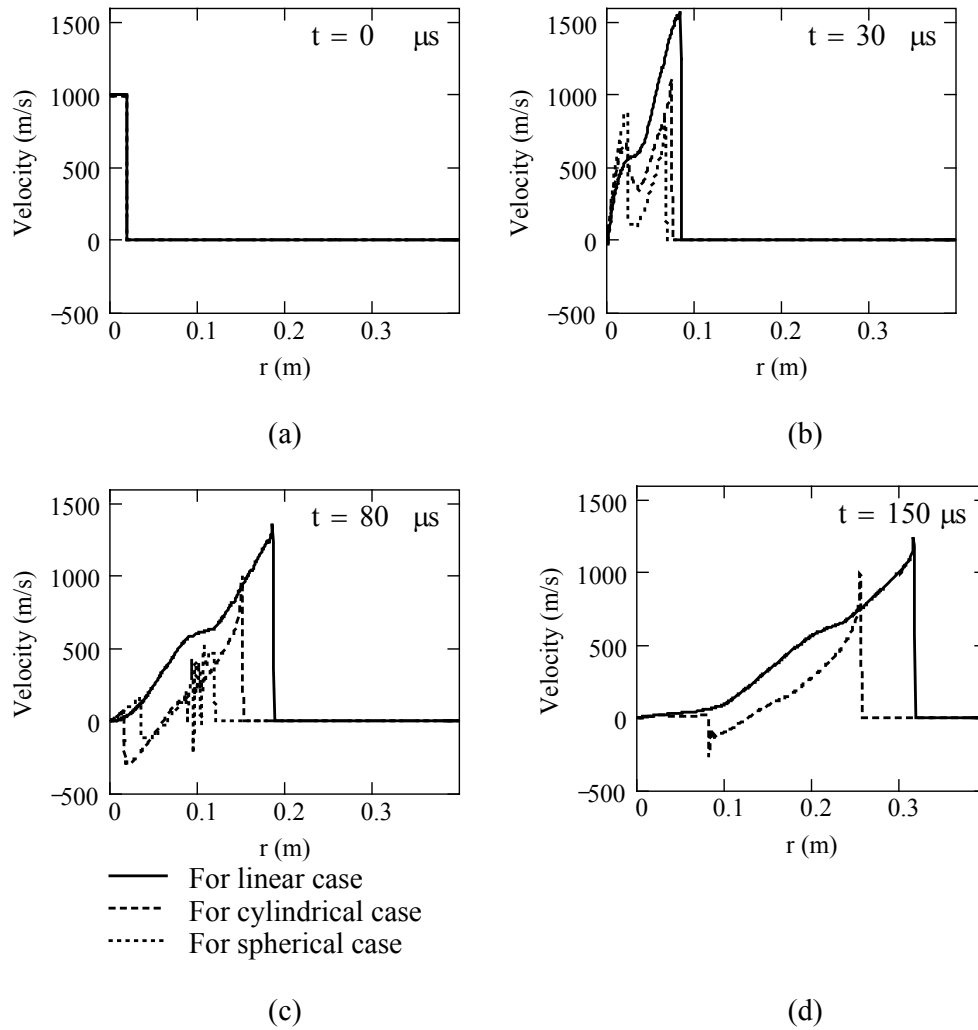 t = 0 μs
1500
1000
500
0
−500
Velocity (m/s)
0 0.1 0.2 0.3
r (m)
(a)
t = 30 μs
1500
1000
500
0
−500
Velocity (m/s)
0 0.1 0.2 0.3
r (m)
(b)
t = 80 μs
1500
1000
500
0
−500
Velocity (m/s)
0 0.1 0.2 0.3
r (m)
For linear case
For cylindrical case
For spherical case
(c)
t = 150 μs
1500
1000
500
0
−500
Velocity (m/s)
0 0.1 0.2 0.3
r (m)
(d)